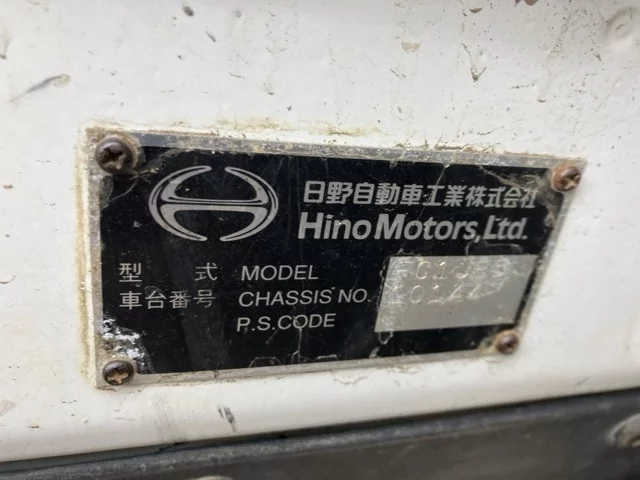 日野自動車工業株式会社
Hino Motors, Ltd.
型 式 MODEL
車台番号 CHASSIS NO.
P.S.CODE